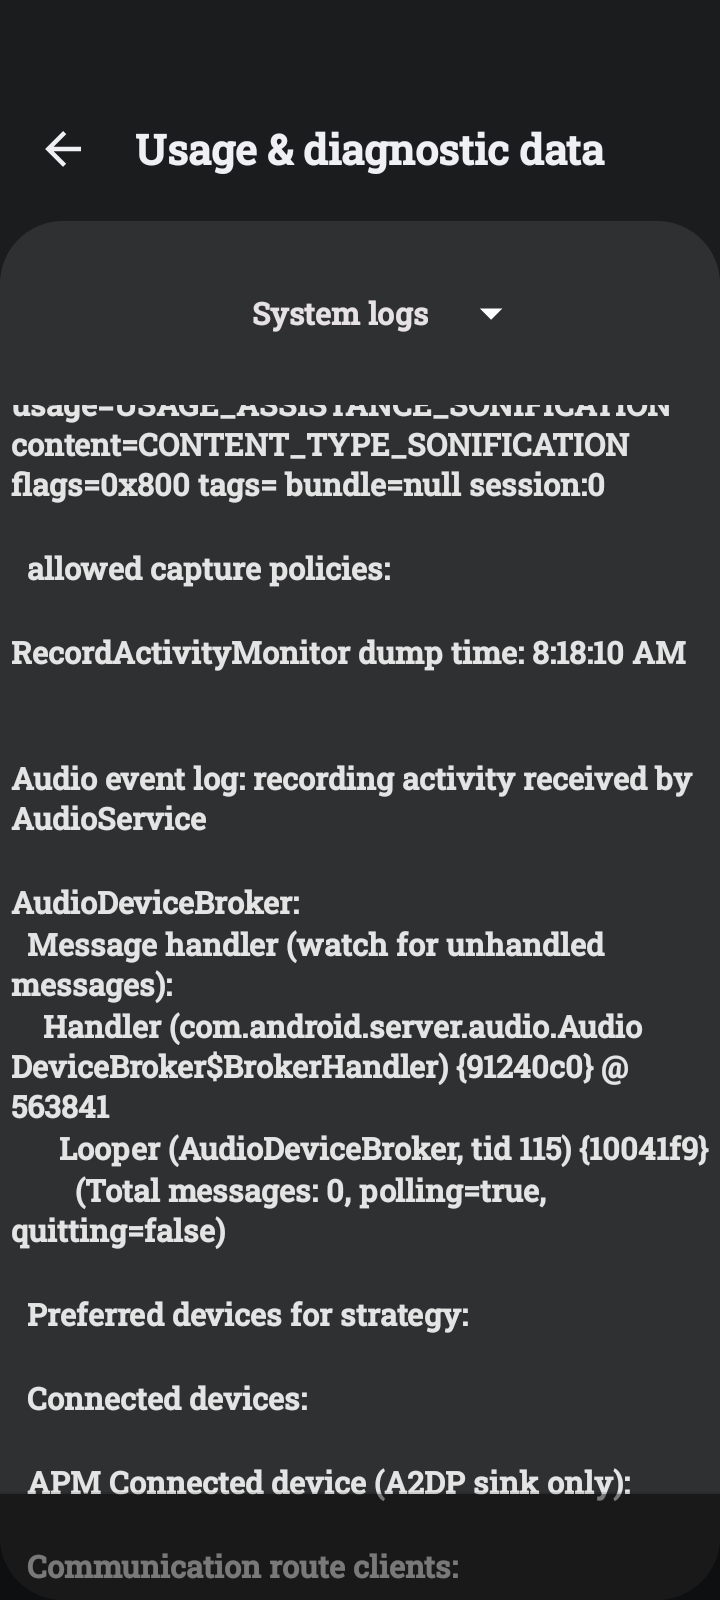 Usage & diagnostic data
System logs
usage=USAGE_ASSISTANCE_SONIFICATION
content=CONTENT_TYPE_SONIFICATION
flags=0x800 tags= bundle=null session:0
allowed capture policies:
RecordActivityMonitor dump time: 8:18:10 AM
Audio event log: recording activity received by
AudioService
AudioDeviceBroker:
Message handler (watch for unhandled
messages):
Handler (com.android.server.audio.Audio
DeviceBroker$BrokerHandler) {91240c0} @
563841
Looper (AudioDeviceBroker, tid 115) {10041f9}
(Total messages: 0, polling=true,
quitting=false)
Preferred devices for strategy:
Connected devices:
APM Connected device (A2DP sink only):
Communication route clients: